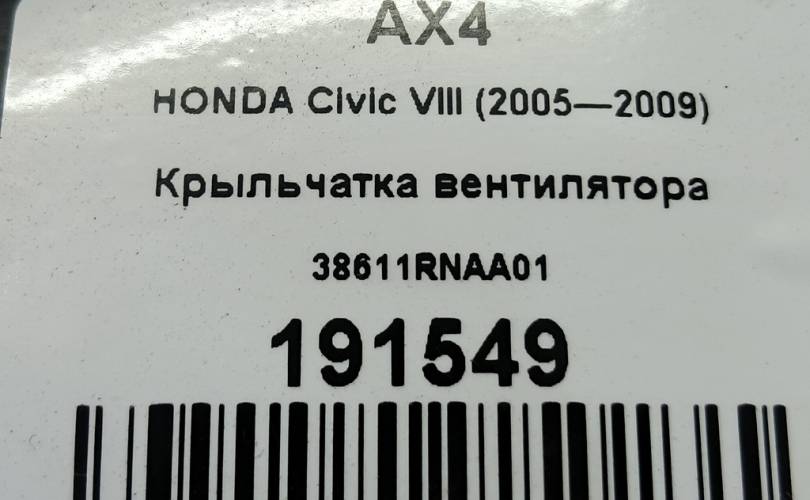 AX4
HONDA Civic VIII (2005—2009)
Крыльчатка вентилятора
38611RNAA01
191549